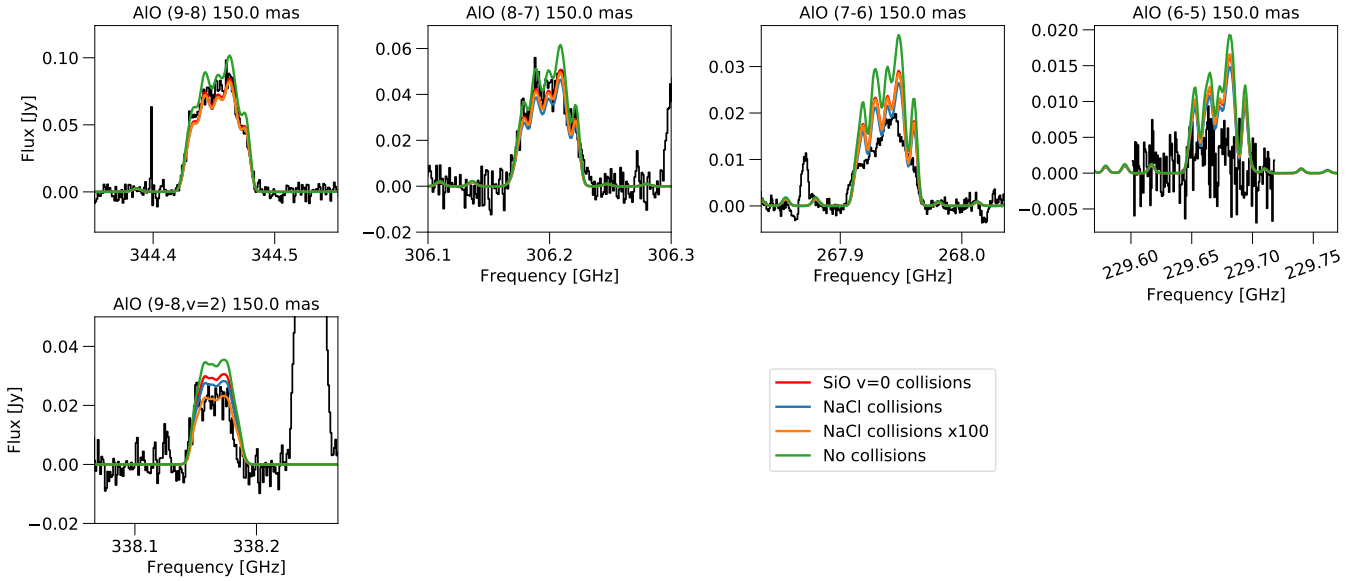 AlO (9-8) 150.0 mas
Flux [Jy]
0.10
0.05
0.00
344.4
344.5
AlO (8-7) 150.0 mas
0.06
0.04
0.02
0.00
−0.02
306.1
306.2
306.3
Frequency [GHz]
AlO (7-6) 150.0 mas
0.03
0.02
0.01
0.00
267.9
268.0
Frequency [GHz]
AlO (6-5) 150.0 mas
0.020
0.015
0.010
0.005
0.000
−0.005
229.60
229.65
229.70
229.75
Frequency [GHz]
AlO (9-8,v=2) 150.0 mas
Flux [Jy]
0.04
0.02
0.00
−0.02
338.1
338.2
Frequency [GHz]
SiO v=0 collisions
NaCl collisions
NaCl collisions x100
No collisions